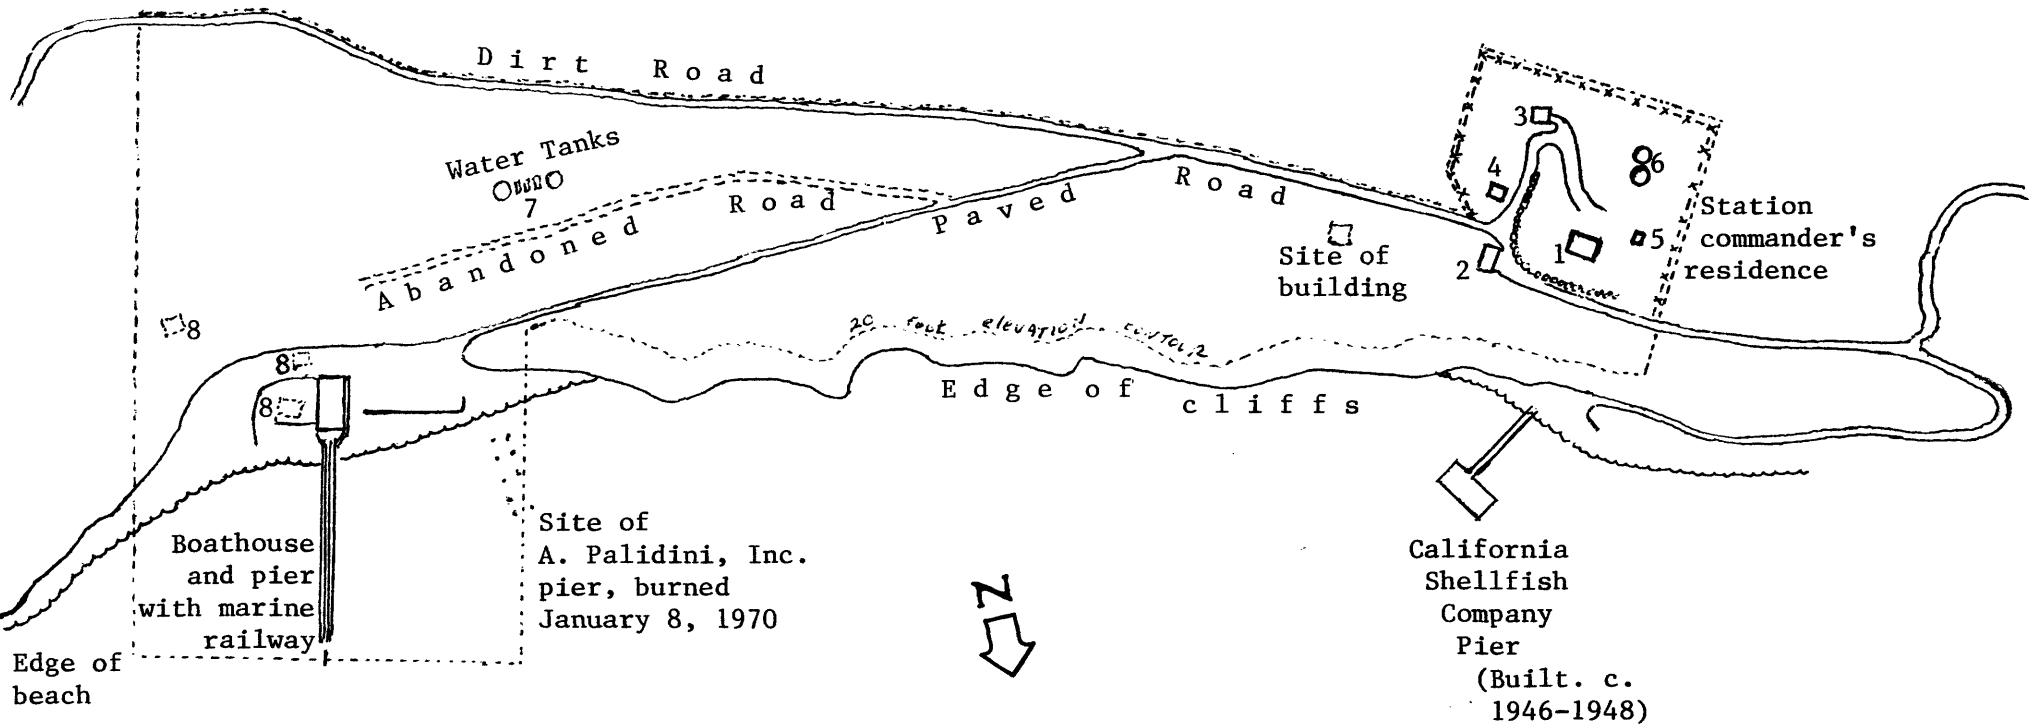 Dirt Road
Water Tanks
7
Abandoned Road
Paved Road
3
4
6
Station
commander's
residence
5
1
2
Site of
building
8
8
8
20 foot elevation contour
Edge of cliffs
Boathouse
and pier
with marine
railway
Edge of
beach
Site of
A. Palidini, Inc.
pier, burned
January 8, 1970
N
California
Shellfish
Company
Pier
(Built. c.
1946-1948)